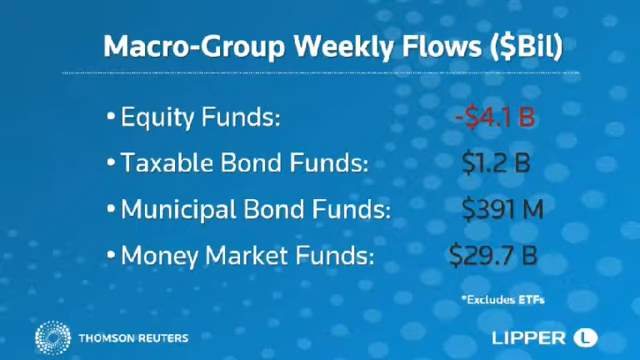 Macro-Group Weekly Flows ($Bil)
• Equity Funds: -$4.1 B
• Taxable Bond Funds: $1.2 B
• Municipal Bond Funds: $391 M
• Money Market Funds: $29.7 B
*Excludes ETFs
THOMSON REUTERS
LIPPER L